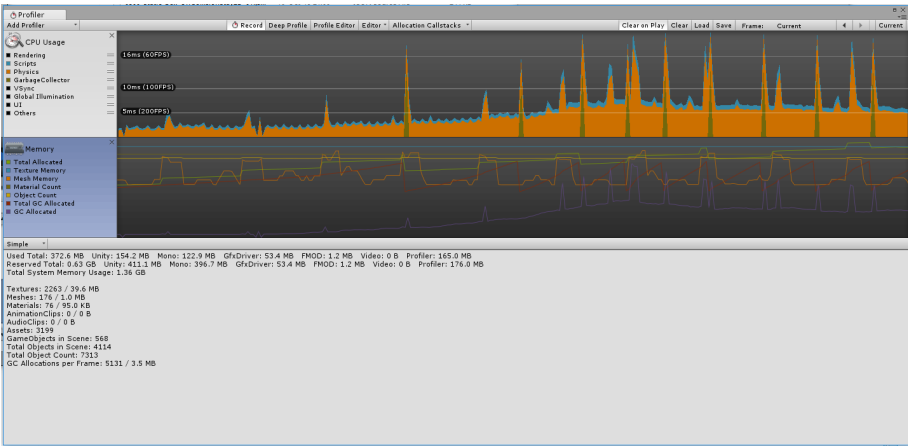 Profiler
Add Profiler
Record Deep Profile Profile Editor Editor Allocation Callstacks
Clear on Play Clear Load Save Frame: Current
Current
CPU Usage
Rendering
Scripts
Physics
GarbageCollector
VSync
Global Illumination
UI
Others
16ms (60FPS)
10ms (100FPS)
5ms (200FPS)
Memory
Total Allocated
Texture Memory
Mesh Memory
Material Count
Object Count
Total GC Allocated
GC Allocated
Simple
Used Total: 372.6 MB Unity: 154.2 MB Mono: 122.9 MB GfxDriver: 53.4 MB FMOD: 1.2 MB Video: 0 B Profiler: 165.0 MB
Reserved Total: 0.63 GB Unity: 411.1 MB Mono: 396.7 MB GfxDriver: 53.4 MB FMOD: 1.2 MB Video: 0 B Profiler: 176.0 MB
Total System Memory Usage: 1.36 GB
Textures: 2263 / 39.6 MB
Meshes: 176 / 1.0 MB
Materials: 76 / 95.0 KB
AnimationClips: 0 / 0 B
AudioClips: 0 / 0 B
Assets: 3199
GameObjects in Scene: 568
Total Objects in Scene: 4114
Total Object Count: 7313
GC Allocations per Frame: 5131 / 3.5 MB